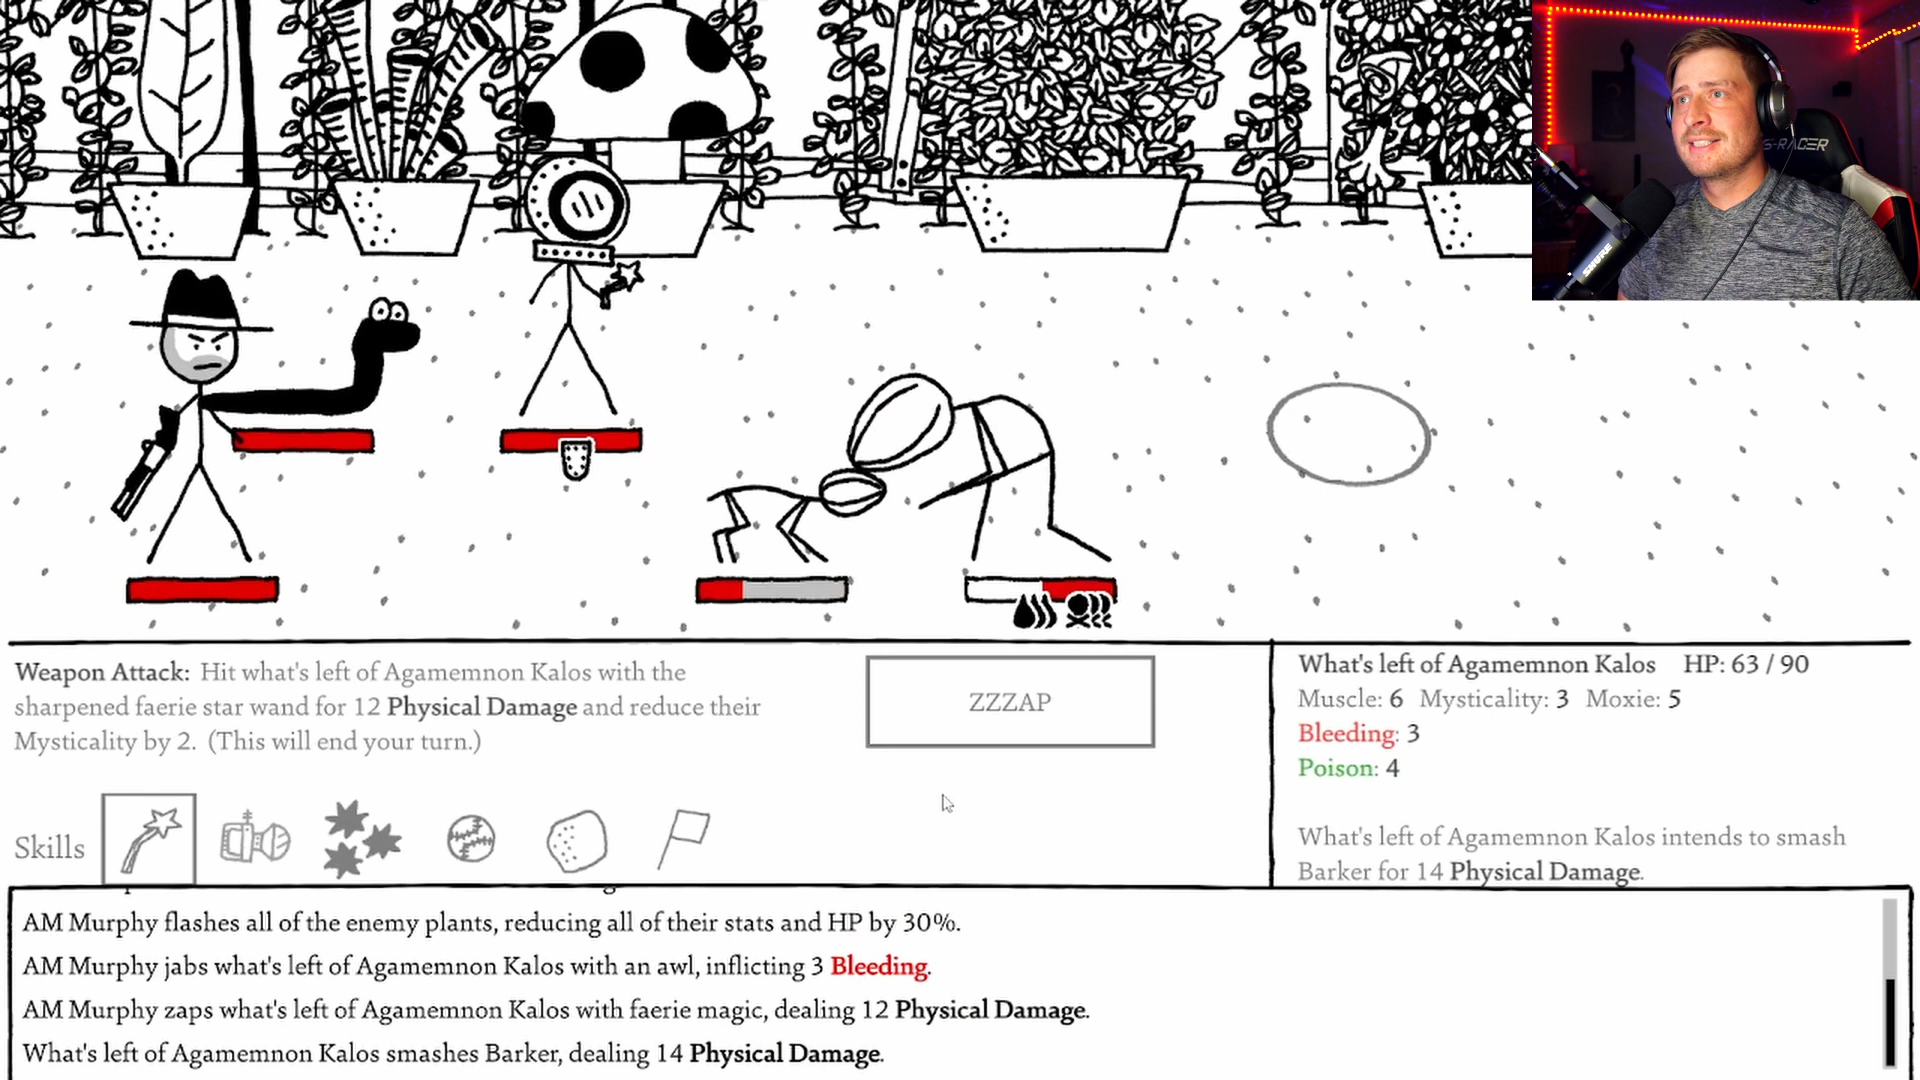 S-RACER
SHURE
Weapon Attack: Hit what's left of Agamemnon Kalos with the
sharpened faerie star wand for 12 Physical Damage and reduce their
Mysticality by 2. (This will end your turn.)
ZZZAP
Skills
What's left of Agamemnon Kalos HP: 63 / 90
Muscle: 6 Mysticality: 3 Moxie: 5
Bleeding: 3
Poison: 4
What's left of Agamemnon Kalos intends to smash
Barker for 14 Physical Damage.
AM Murphy flashes all of the enemy plants, reducing all of their stats and HP by 30%.
AM Murphy jabs what's left of Agamemnon Kalos with an awl, inflicting 3 Bleeding.
AM Murphy zaps what's left of Agamemnon Kalos with faerie magic, dealing 12 Physical Damage.
What's left of Agamemnon Kalos smashes Barker, dealing 14 Physical Damage.